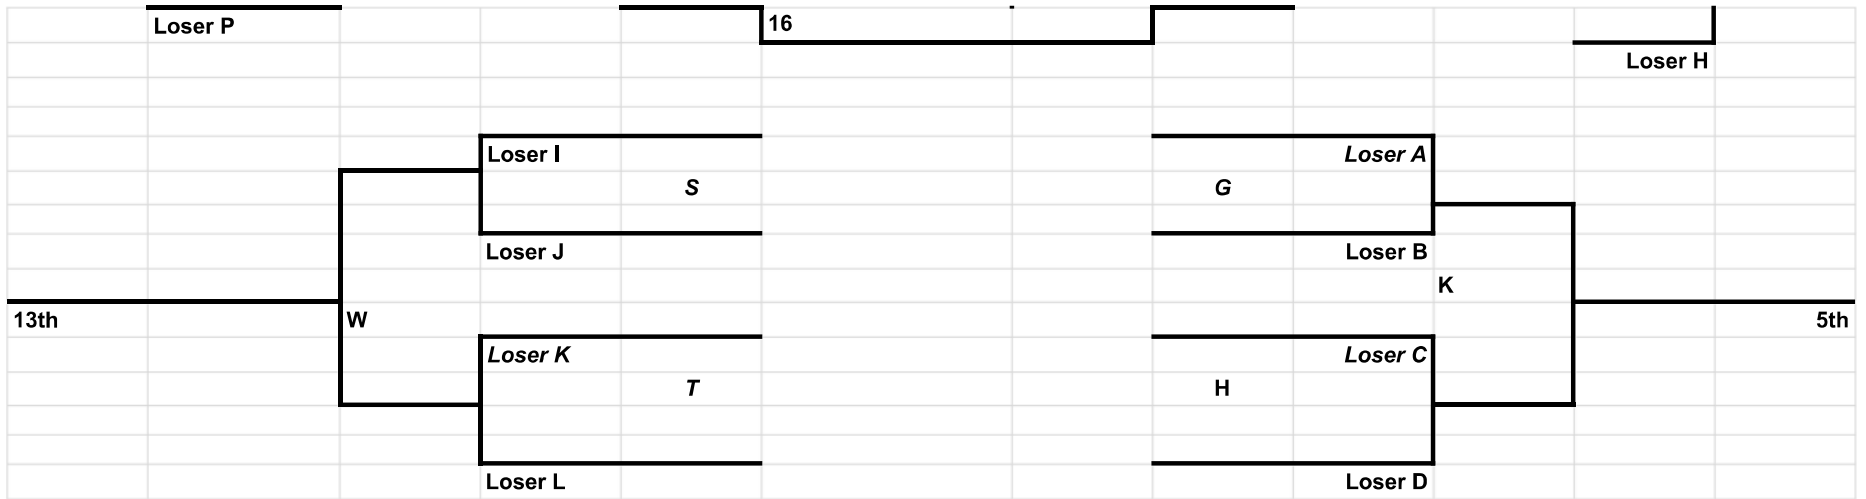 Loser P
16
Loser H
Loser I
Loser A
S
G
Loser J
Loser B
K
13th
W
5th
Loser K
Loser C
T
H
Loser L
Loser D